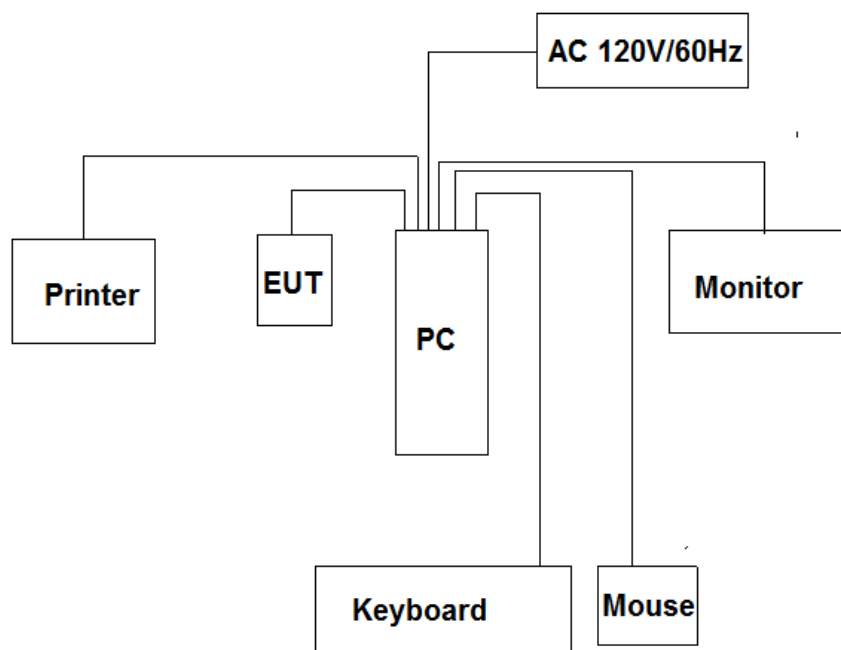 AC 120V/60Hz
Printer
EUT
PC
Monitor
Keyboard
Mouse